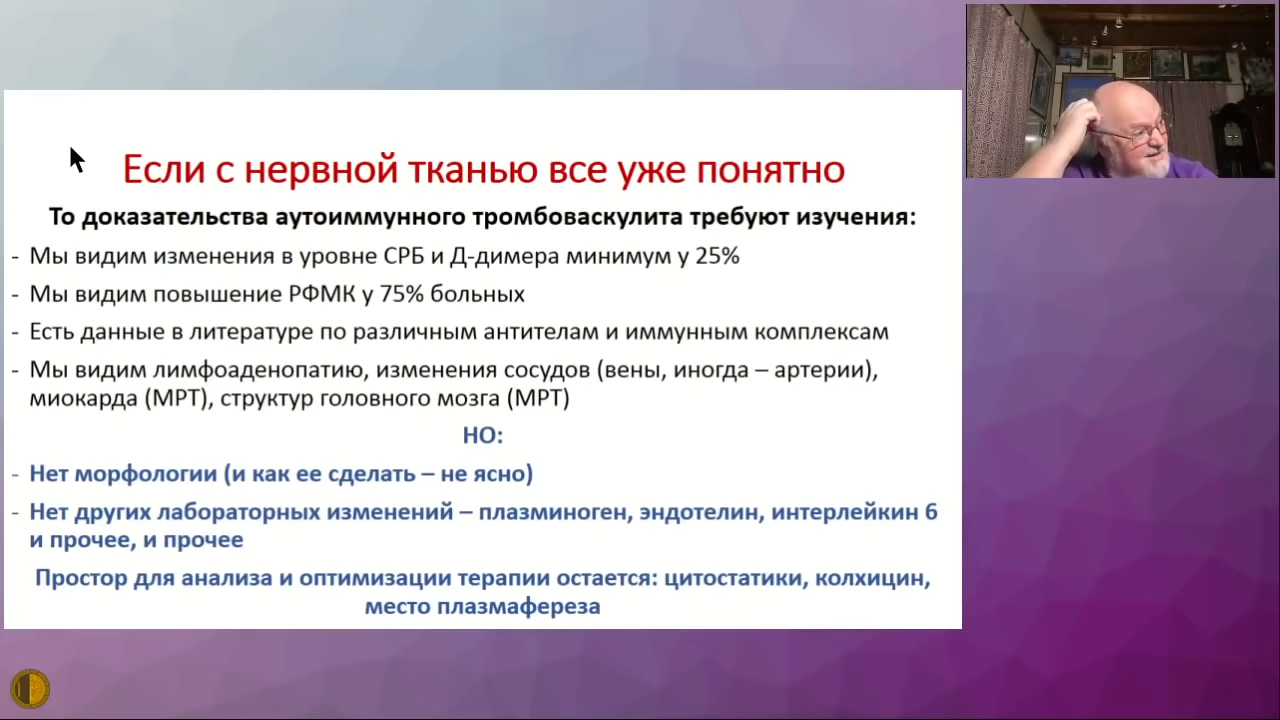 Если с нервной тканью все уже понятно
То доказательства аутоиммунного тромбоваскулита требуют изучения:
- Мы видим изменения в уровне СРБ и Д-димера минимум у 25%
- Мы видим повышение РФМК у 75% больных
- Есть данные в литературе по различным антителам и иммунным комплексам
- Мы видим лимфоаденопатию, изменения сосудов (вены, иногда – артерии),
миокарда (МРТ), структур головного мозга (МРТ)
НО:
- Нет морфологии (и как ее сделать – не ясно)
- Нет других лабораторных изменений – плазминоген, эндотелин, интерлейкин 6
и прочее, и прочее
Простор для анализа и оптимизации терапии остается: цитостатики, колхицин,
место плазмафереза